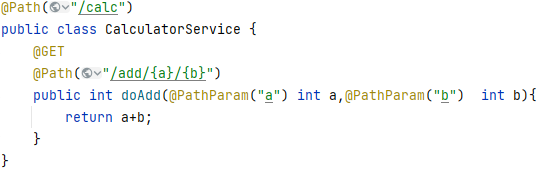 @Path("/calc")
public class CalculatorService {
    @GET
    @Path("/add/{a}/{b}")
    public int doAdd(@PathParam("a") int a,@PathParam("b")  int b){
        return a+b;
    }
}